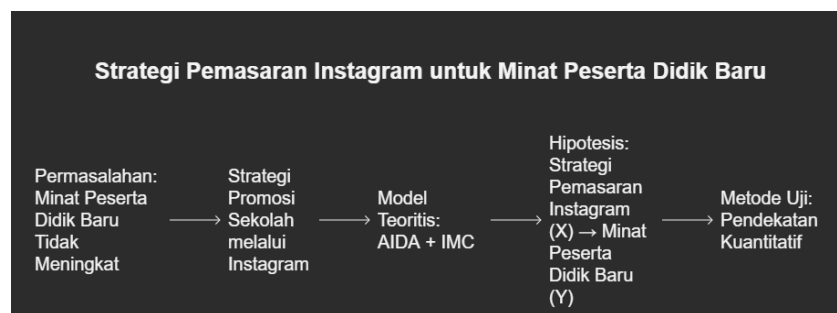 Strategi Pemasaran Instagram untuk Minat Peserta Didik Baru
Permasalahan:
Minat Peserta
Didik Baru
Tidak
Meningkat
Strategi
Promosi
Sekolah
melalui
Instagram
Model
Teoritis:
AIDA + IMC
Hipotesis:
Strategi
Pemasaran
Instagram
(X) → Minat
Peserta
Didik Baru
(Y)
Metode Uji:
Pendekatan
Kuantitatif